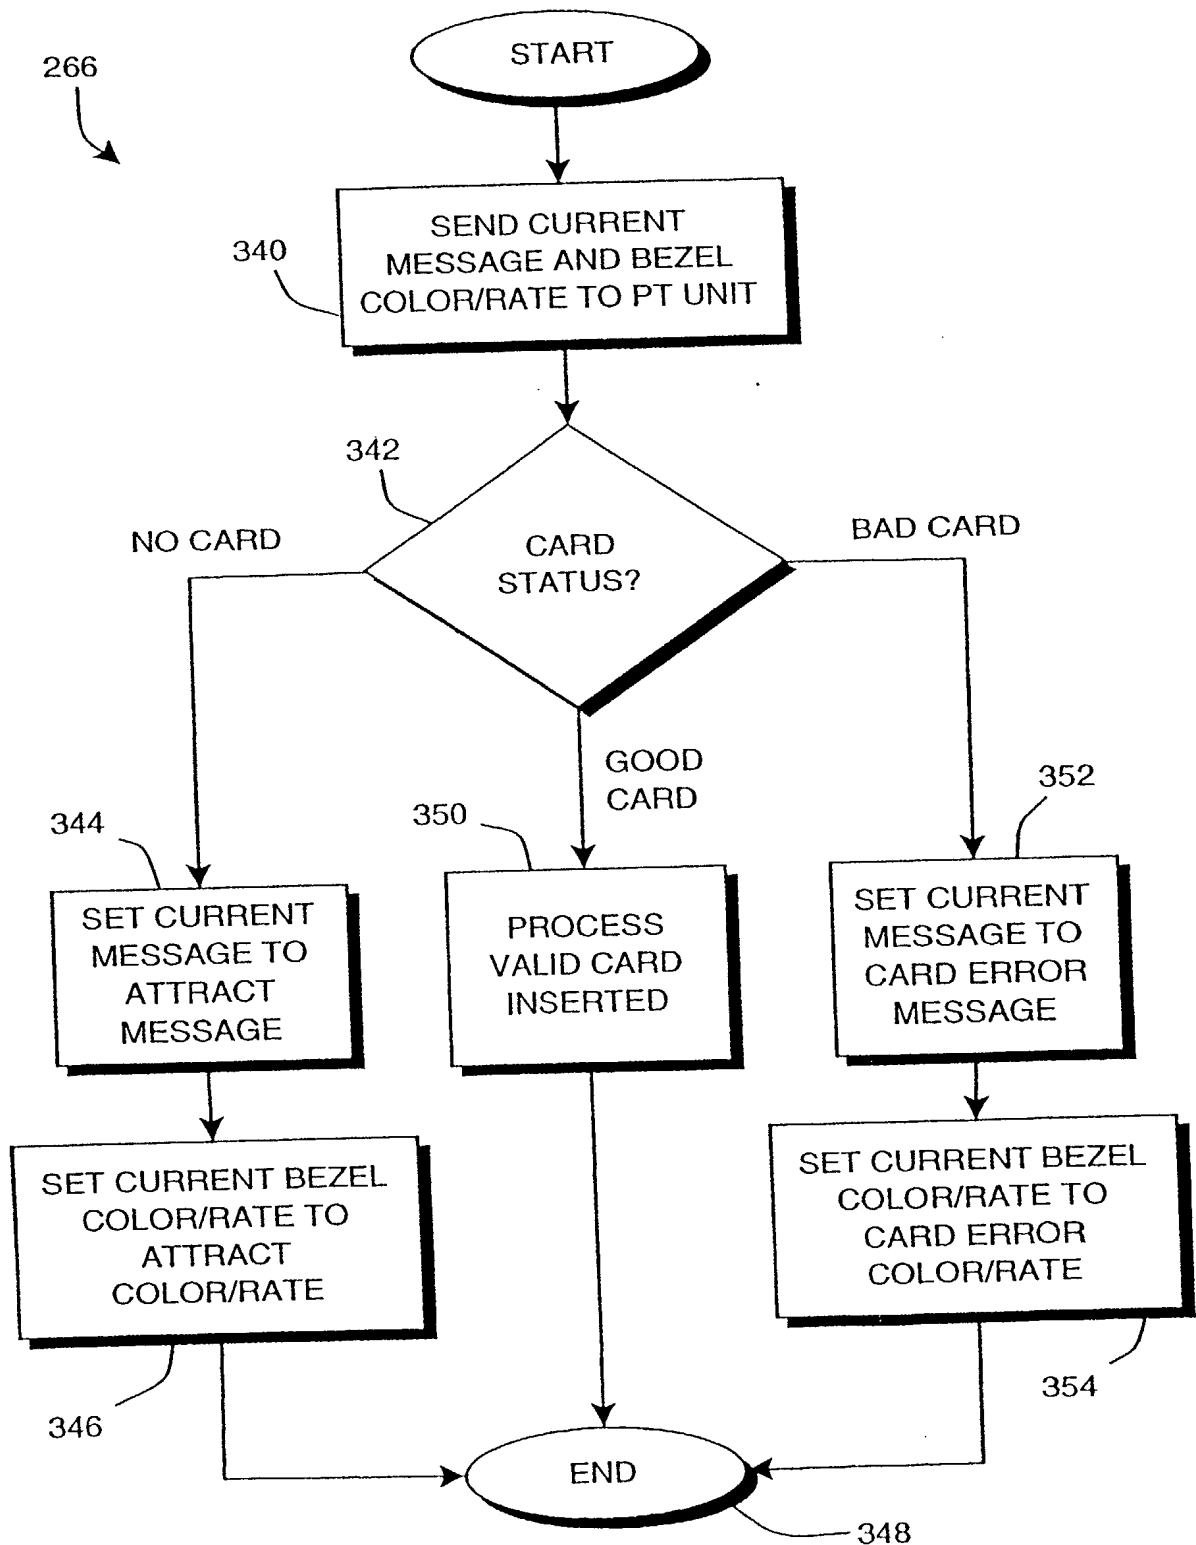 START
266
SEND CURRENT
MESSAGE AND BEZEL
COLOR/RATE TO PT UNIT
340
342
NO CARD
CARD
STATUS?
BAD CARD
GOOD
CARD
344
350
352
SET CURRENT
MESSAGE TO
ATTRACT
MESSAGE
PROCESS
VALID CARD
INSERTED
SET CURRENT
MESSAGE TO
CARD ERROR
MESSAGE
SET CURRENT BEZEL
COLOR/RATE TO
ATTRACT
COLOR/RATE
SET CURRENT BEZEL
COLOR/RATE TO
CARD ERROR
COLOR/RATE
346
354
END
348